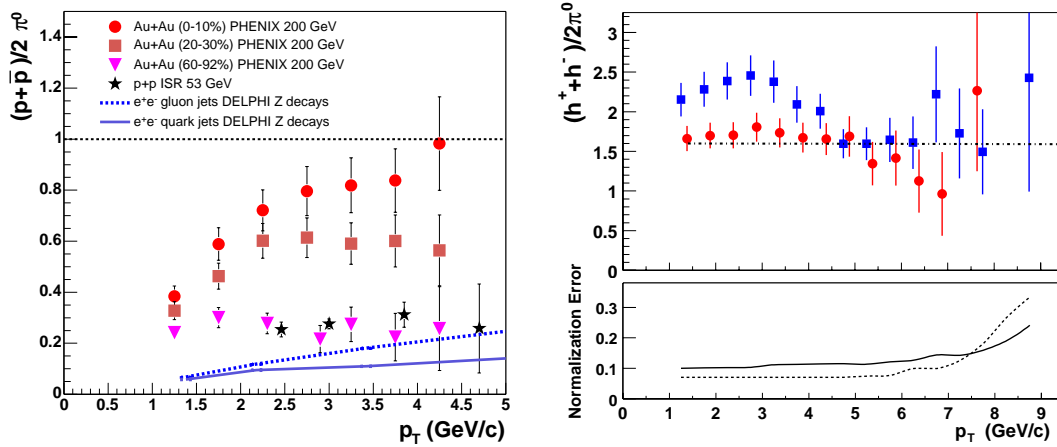 (p+p̅)/2 π⁰
1.4
1.2
1
0.8
0.6
0.4
0.2
0
Au+Au (0-10%) PHENIX 200 GeV
Au+Au (20-30%) PHENIX 200 GeV
Au+Au (60-92%) PHENIX 200 GeV
p+p ISR 53 GeV
e⁺e⁻ gluon jets DELPHI Z decays
e⁺e⁻ quark jets DELPHI Z decays
0 0.5 1 1.5 2 2.5 3 3.5 4 4.5 5
p_T (GeV/c)
(h⁺+h⁻)/2π⁰
3
2.5
2
1.5
1
0.5
0
Normalization Error
0.3
0.2
0.1
0 1 2 3 4 5 6 7 8 9
p_T (GeV/c)